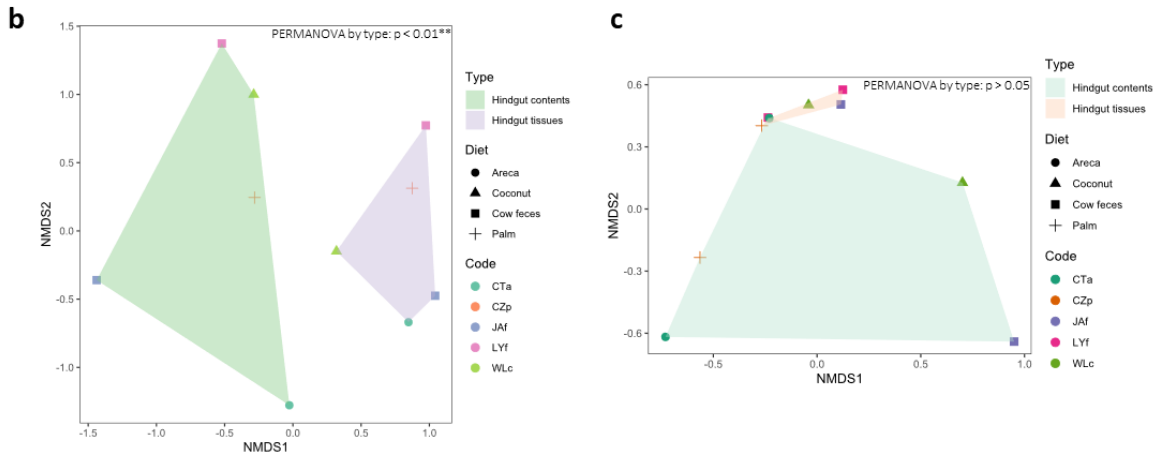 b
PERMANOVA by type: p < 0.01**
1.5
1.0
0.5
0.0
-0.5
-1.0
NMDS2
-1.5
-1.0
-0.5
0.0
0.5
1.0
NMDS1
Type
Hindgut contents
Hindgut tissues
Diet
Areca
Coconut
Cow feces
Palm
Code
CTa
CZp
JAf
LYf
WLc
c
PERMANOVA by type: p > 0.05
0.6
0.3
0.0
-0.3
-0.6
NMDS2
-0.5
0.0
0.5
1.0
NMDS1
Type
Hindgut contents
Hindgut tissues
Diet
Areca
Coconut
Cow feces
Palm
Code
CTa
CZp
JAf
LYf
WLc